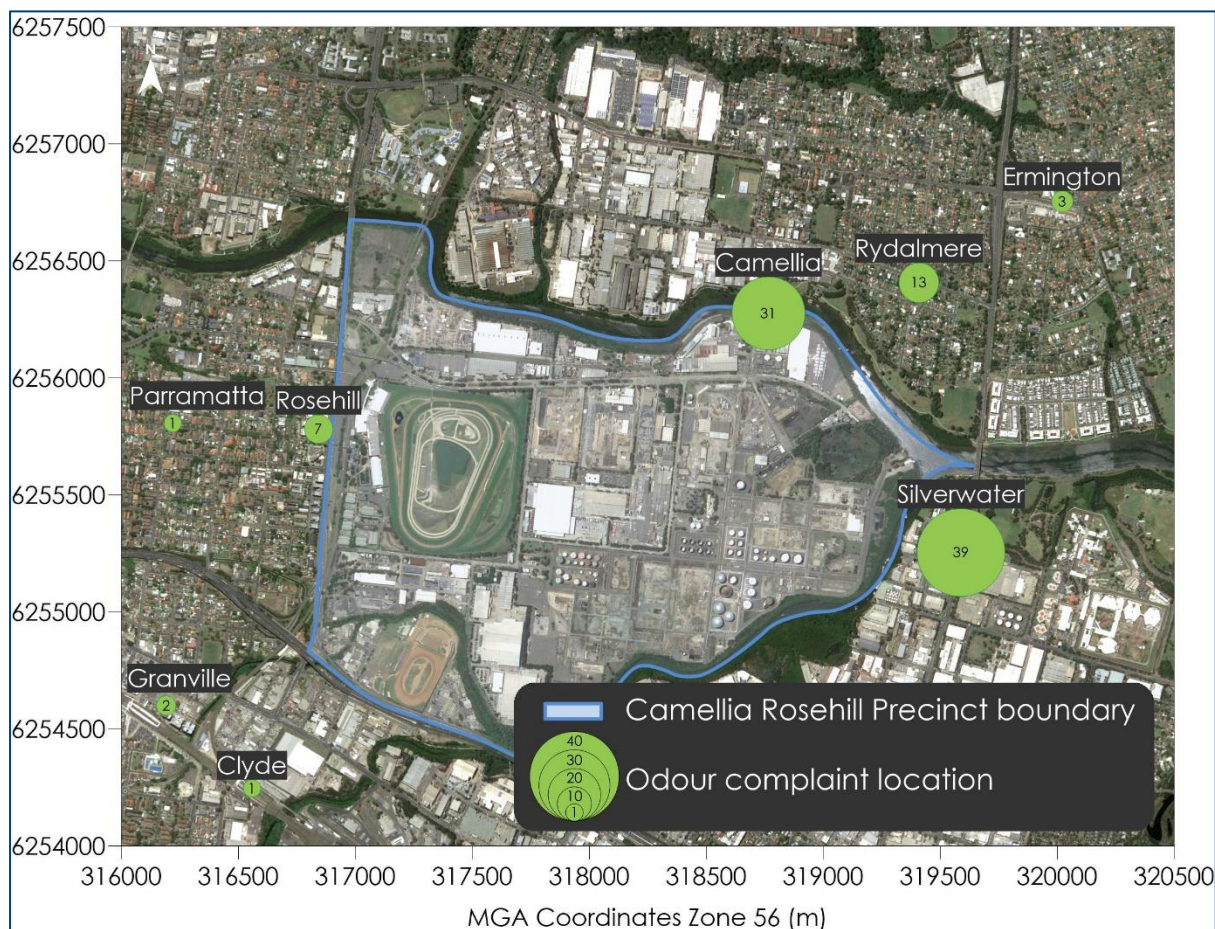 6257500
6257000
6256500
6256000
6255500
6255000
6254500
6254000
N
Ermington
3
Rydalmere
13
Camellia
31
Parramatta
1
Rosehill
7
Silverwater
39
Granville
2
Clyde
1
Camellia Rosehill Precinct boundary
40
30
20
10
1
Odour complaint location
316000 316500 317000 317500 318000 318500 319000 319500 320000 320500
MGA Coordinates Zone 56 (m)